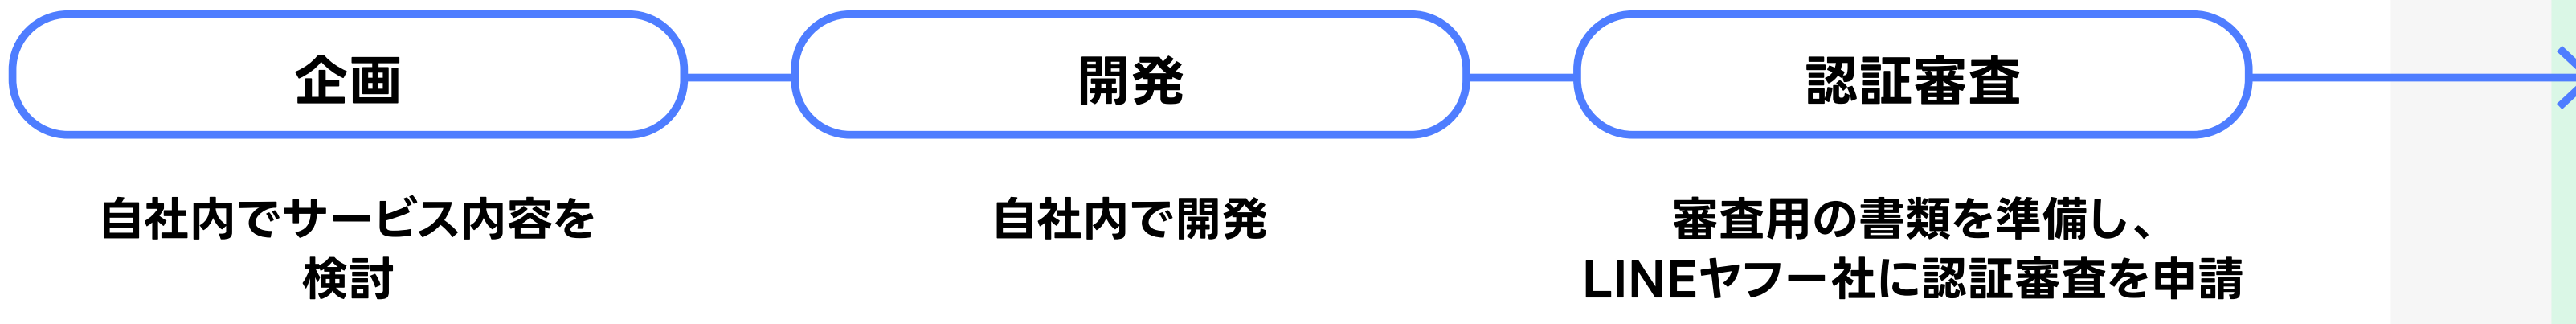 企画
自社内でサービス内容を
検討
開発
自社内で開発
認証審査
審査用の書類を準備し、
LINEヤフー社に認証審査を申請